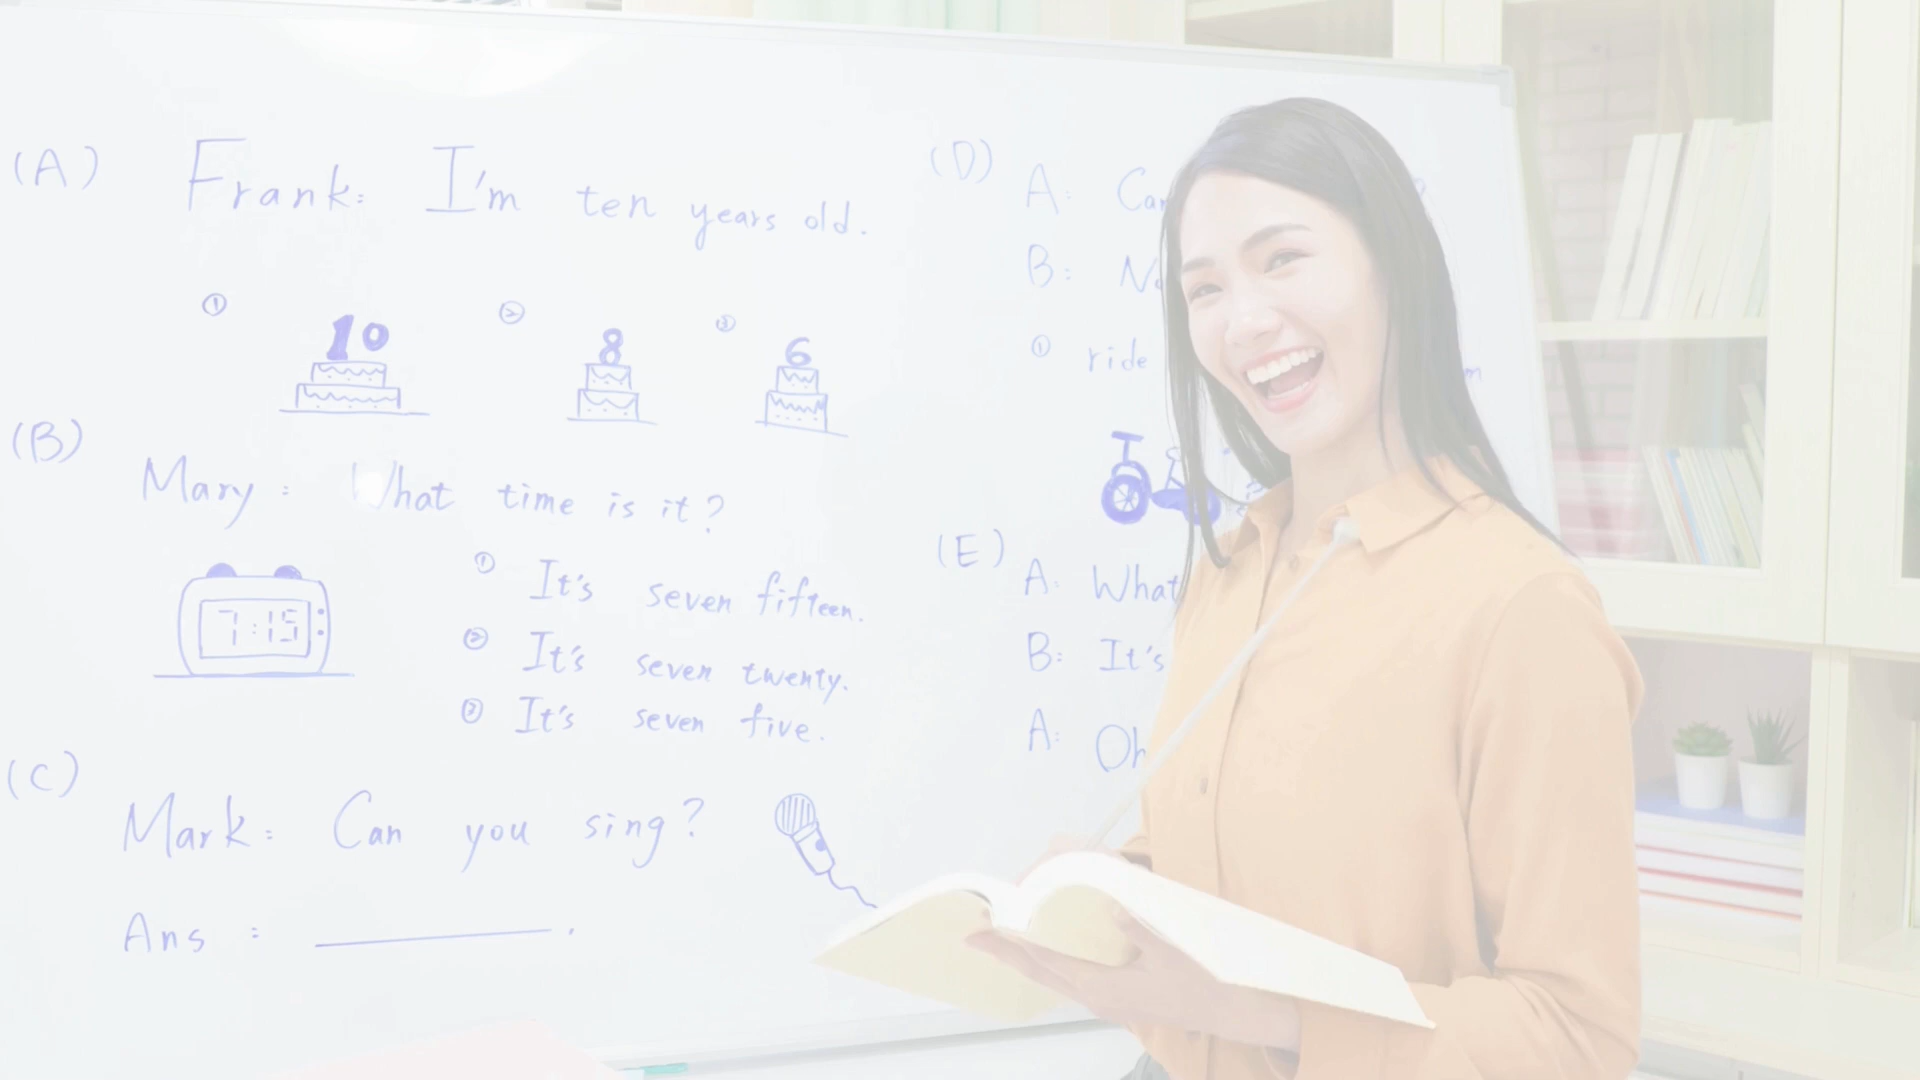 (A) Frank: I'm ten years old.
① ② ③
10 8 6
(B) Mary: What time is it?
7:15
① It's seven fifteen.
② It's seven twenty.
③ It's seven five.
(C) Mark: Can you sing?
Ans: ________.
(D) A:
B:
① ride
(E) A: What
B: It's
A: Oh